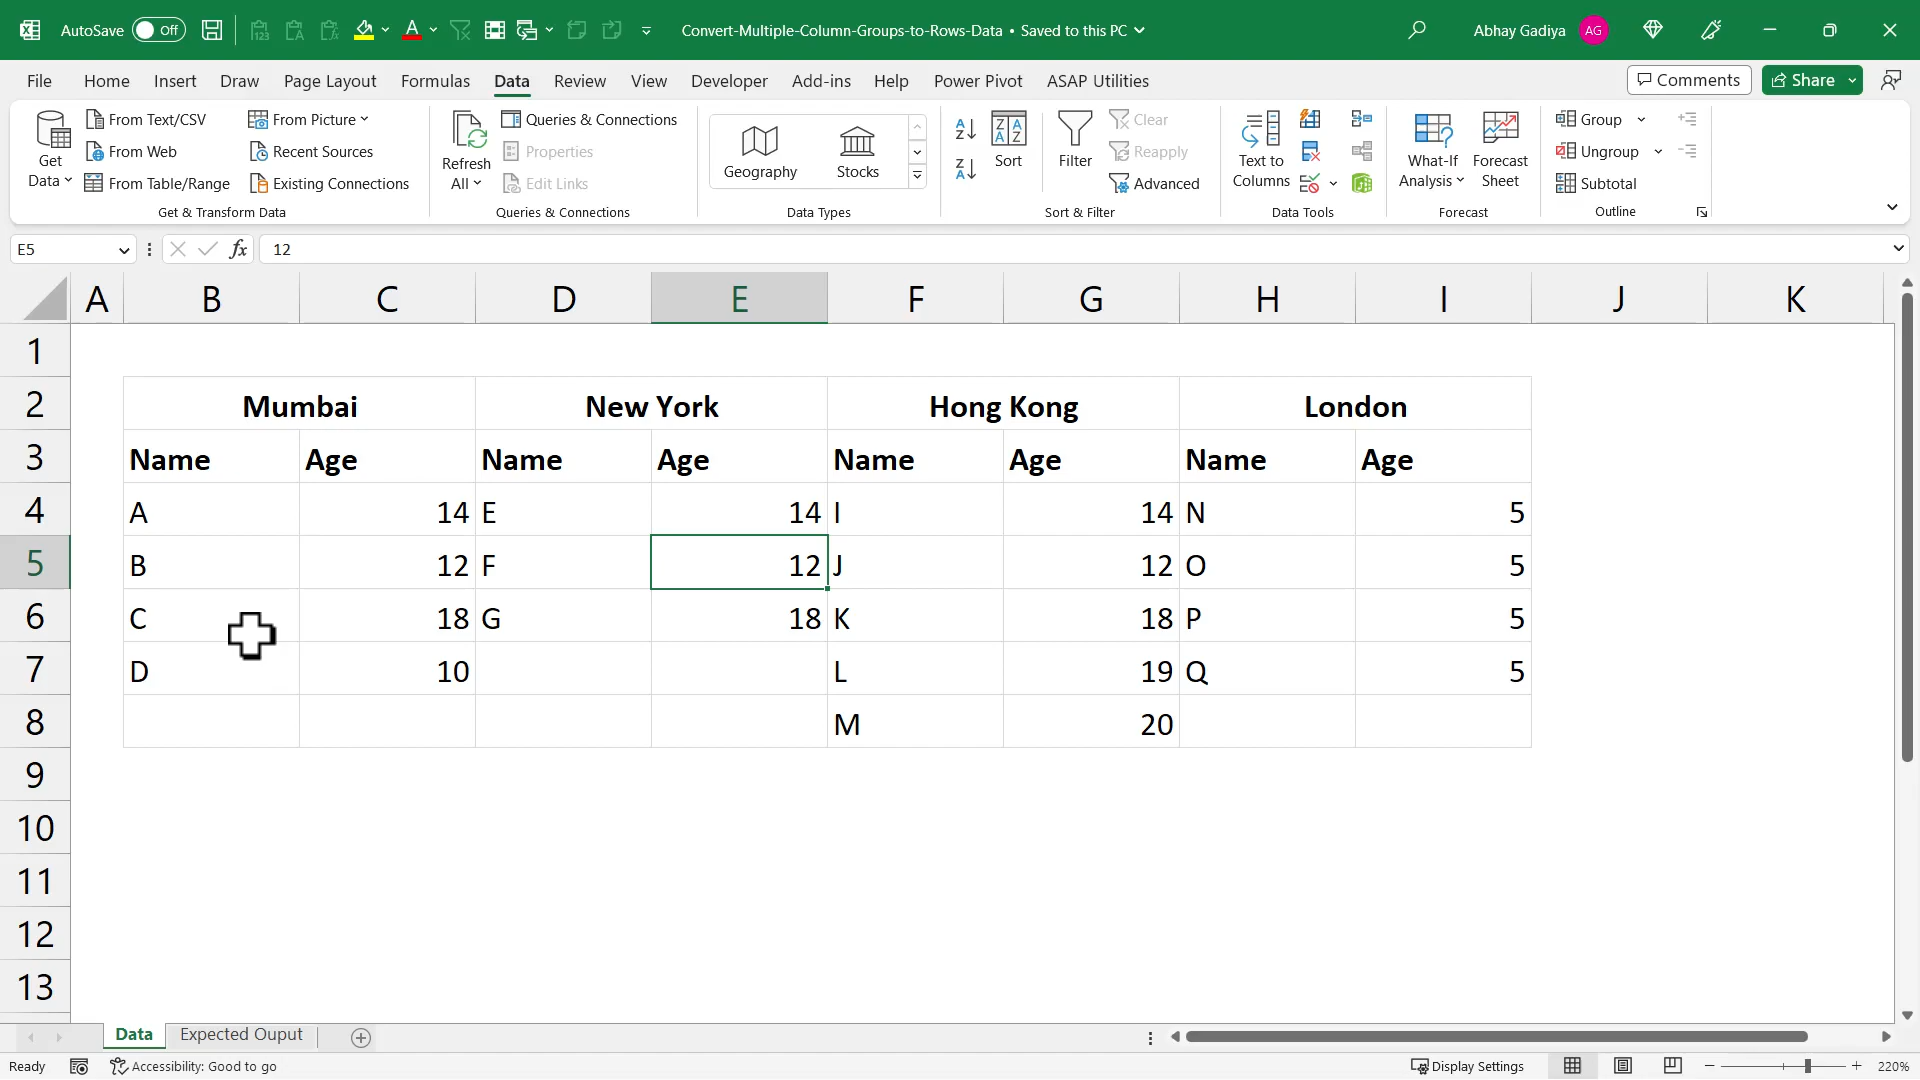 AutoSave Off Convert-Multiple-Column-Groups-to-Rows-Data • Saved to this PC Abhay Gadiya AG
File Home Insert Draw Page Layout Formulas Data Review View Developer Add-ins Help Power Pivot ASAP Utilities Comments Share
Get Data
From Text/CSV
From Web
From Table/Range
From Picture
Recent Sources
Existing Connections
Get & Transform Data
Refresh All
Queries & Connections
Properties
Edit Links
Queries & Connections
Geography
Stocks
Data Types
Sort
Filter
Clear
Reapply
Advanced
Sort & Filter
Text to Columns
Data Tools
What-If Analysis
Forecast Sheet
Forecast
Group
Ungroup
Subtotal
Outline
E5 fx 12
A B C D E F G H I J K
1
2 Mumbai New York Hong Kong London
3 Name Age Name Age Name Age Name Age
4 A 14 E 14 I 14 N 5
5 B 12 F 12 J 12 O 5
6 C 18 G 18 K 18 P 5
7 D 10 L 19 Q 5
8 M 20
9
10
11
12
13
Data Expected Ouput
Ready Accessibility: Good to go Display Settings 220%